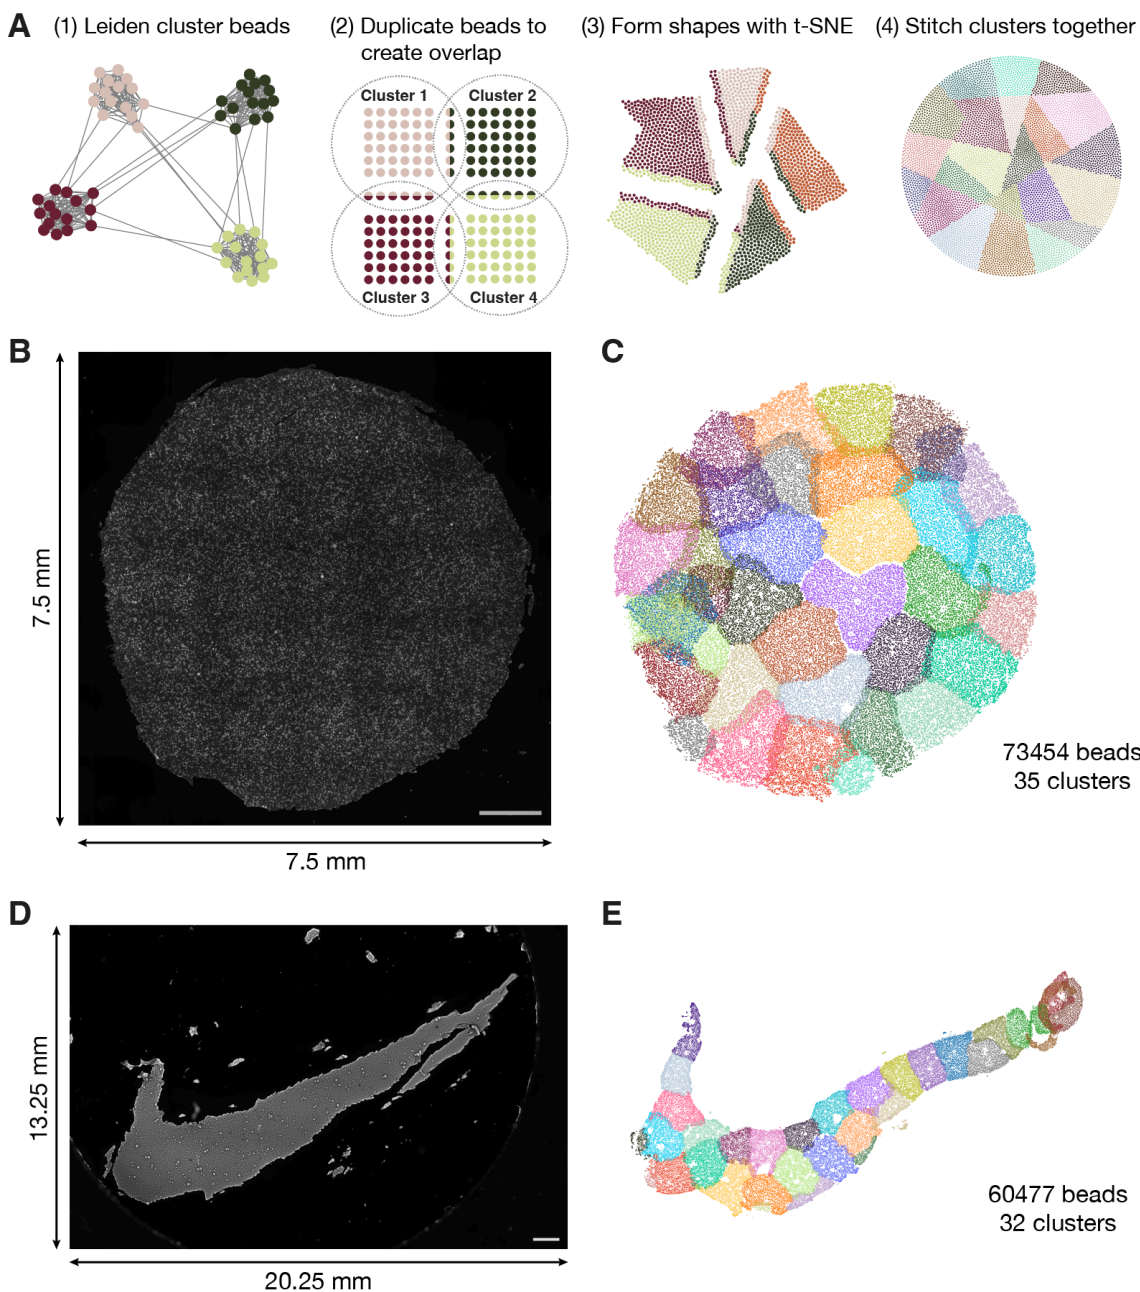 A
(1) Leiden cluster beads
(2) Duplicate beads to
create overlap
(3) Form shapes with t-SNE
(4) Stitch clusters together
Cluster 1
Cluster 2
Cluster 3
Cluster 4
B
7.5 mm
7.5 mm
C
73454 beads
35 clusters
D
13.25 mm
20.25 mm
E
60477 beads
32 clusters